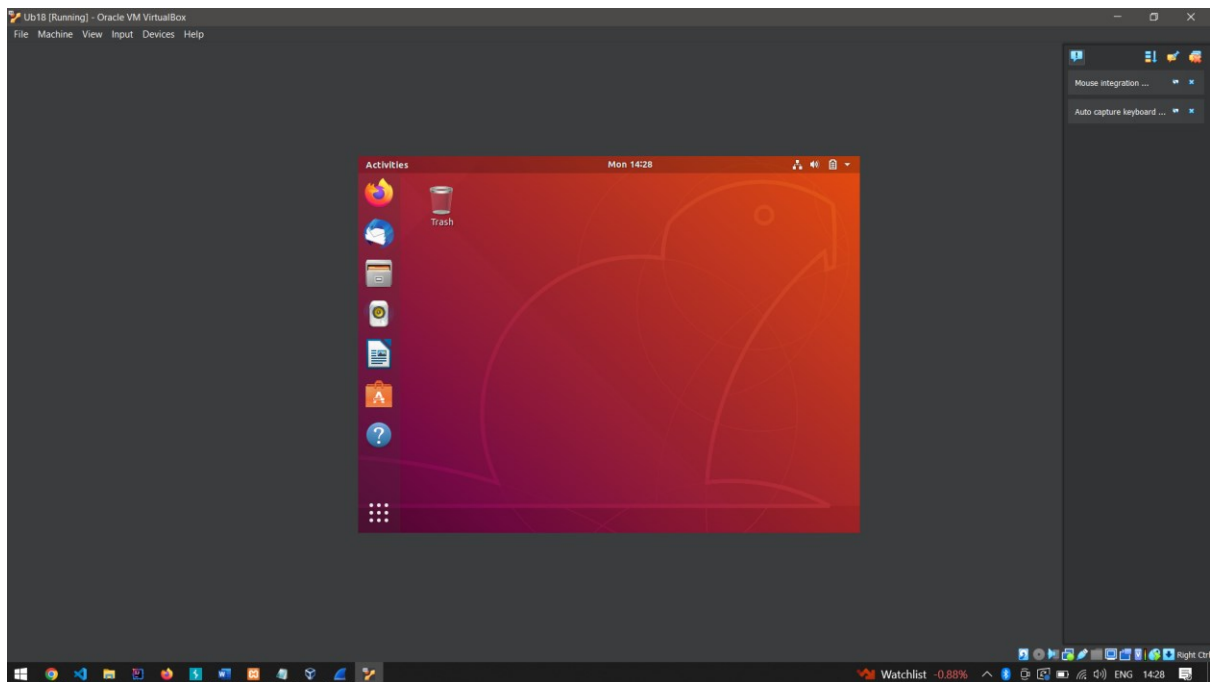 Ub18 [Running] - Oracle VM VirtualBox
File Machine View Input Devices Help
Mouse integration ...
Auto capture keyboard ...
Activities
Mon 14:28
Trash
Right Ctrl
Watchlist -0.88%
ENG
14:28